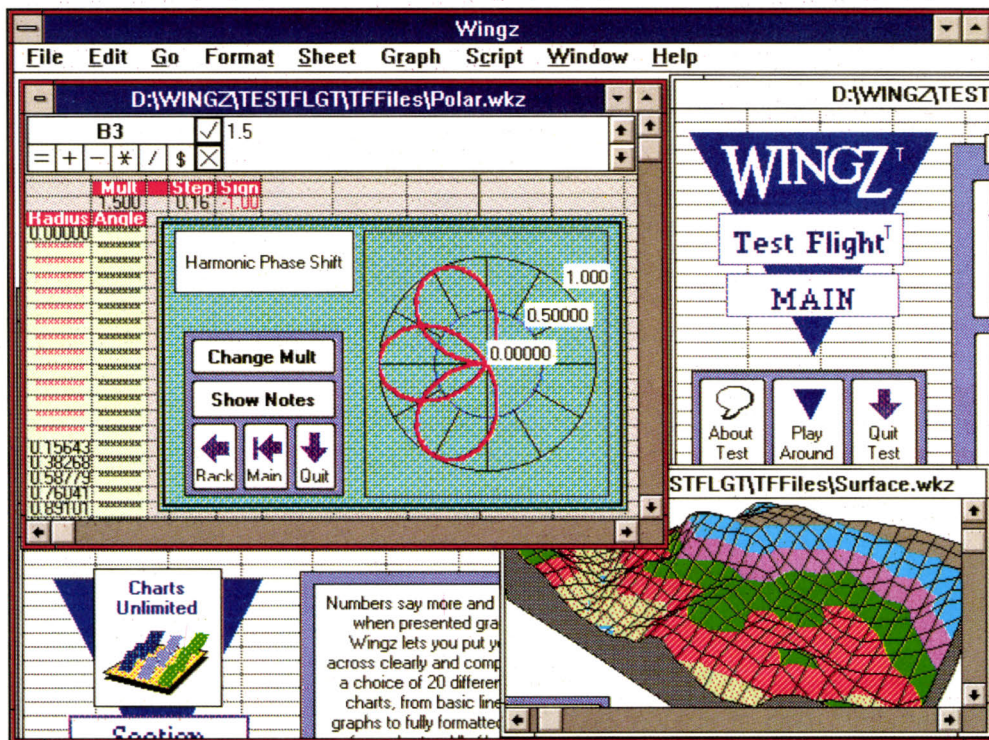 Wingz
File Edit Go Format Sheet Graph Script Window Help
D:\WINGZ\TESTFLGT\TFFiles\Polar.wkz
B3 1.5
= + - * / $
Mult Step Sign
1.500 0.16 -1.00
Radius Angle
0.00000 ********
******** ********
******** ********
******** ********
******** ********
******** ********
******** ********
******** ********
******** ********
******** ********
******** ********
******** ********
******** ********
0.15643 ********
0.38268 ********
0.58779 ********
0.76041 ********
0.89101 ********
Harmonic Phase Shift
1.000
0.50000
0.00000
Change Mult
Show Notes
Back Main Quit
D:\WINGZ\TEST
WINGZ T
Test Flight T
MAIN
About Test
Play Around
Quit Test
STFLGT\TFFiles\Surface.wkz
Charts
Unlimited
Section
Numbers say more and
when presented gra
Wingz lets you put y
across clearly and comp
a choice of 20 differen
charts, from basic line
graphs to fully formatted